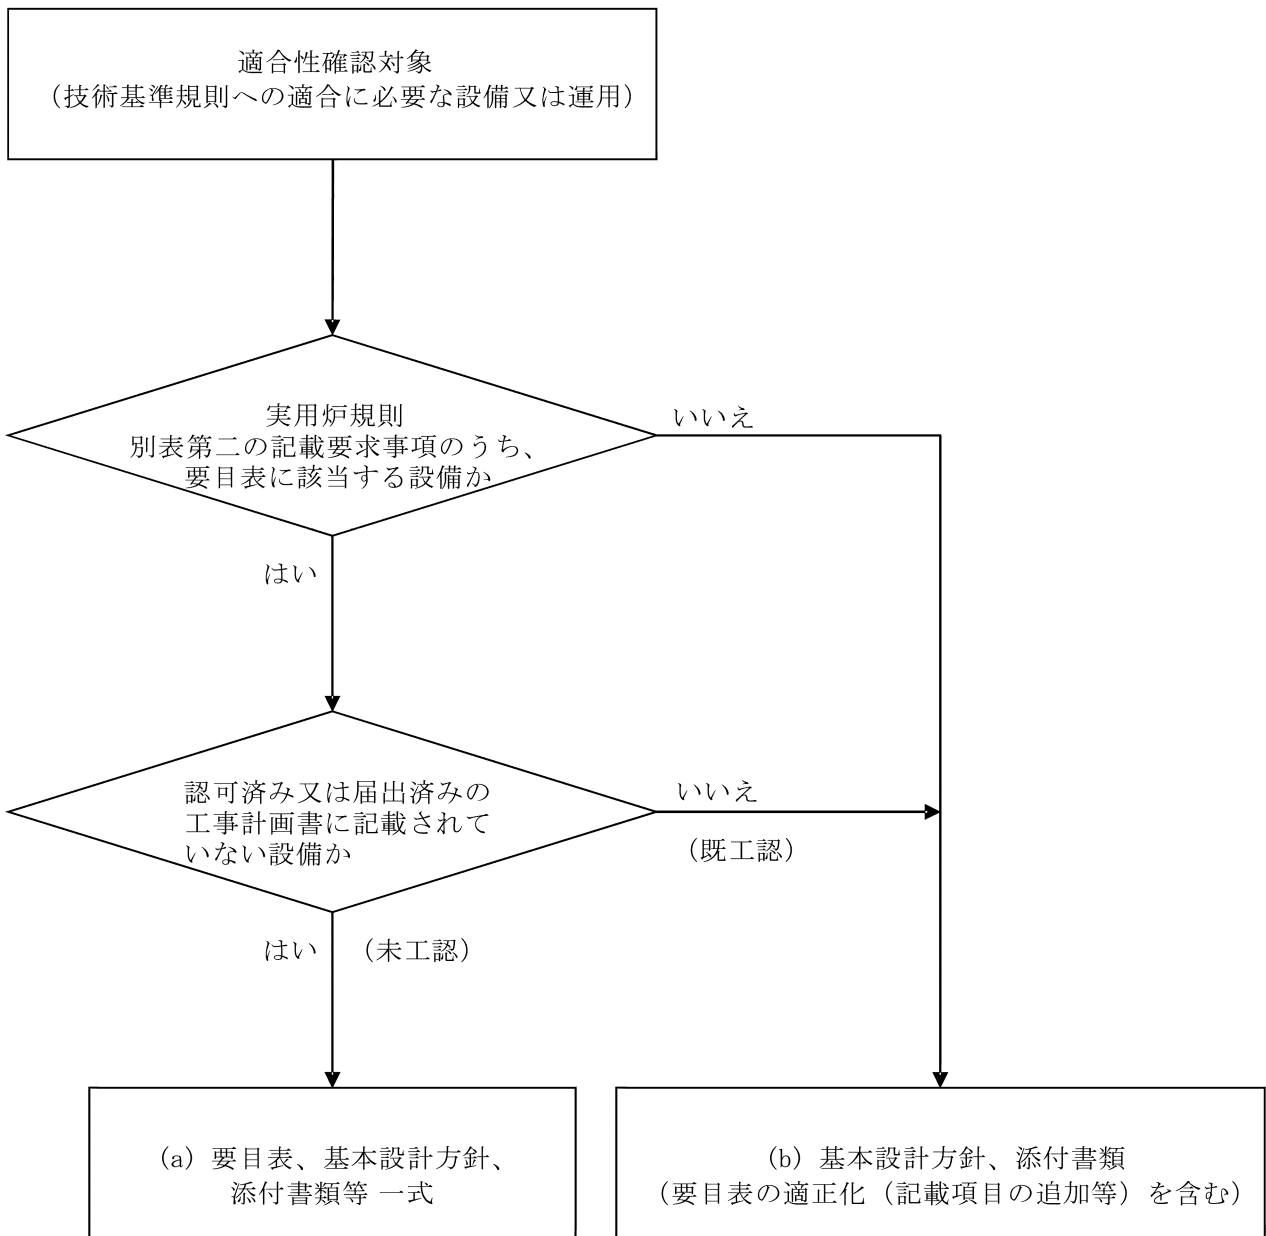 適合性確認対象
（技術基準規則への適合に必要な設備又は運用）
実用炉規則
別表第二の記載要求事項のうち、
要目表に該当する設備か
いいえ
はい
認可済み又は届出済みの
工事計画書に記載されて
いない設備か
いいえ
（既工認）
はい
（未工認）
(a) 要目表、基本設計方針、
添付書類等 一式
(b) 基本設計方針、添付書類
（要目表の適正化（記載項目の追加等）を含む）